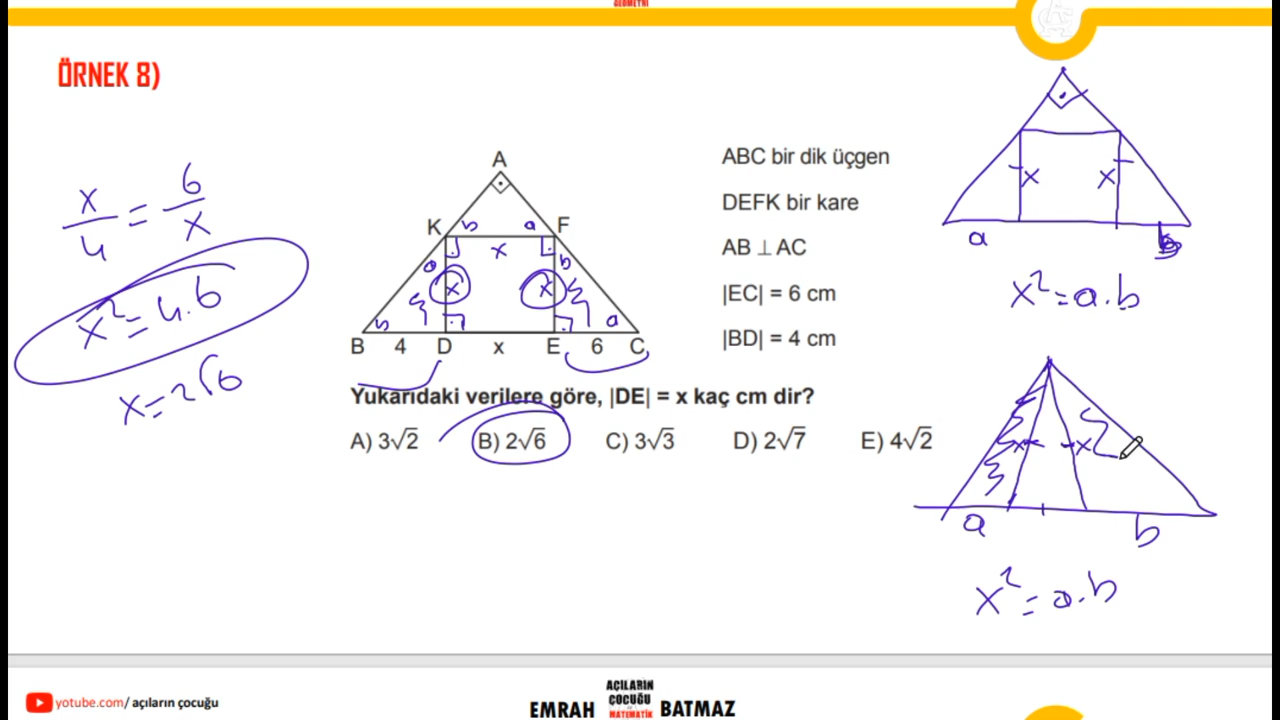 GEOMETRİ
ÖRNEK 8)
x/4 = 6/x
x² = 4.6
x = 2√6
A
K b a F
x
a b
x x
b a
B 4 D x E 6 C
ABC bir dik üçgen
DEFK bir kare
AB ⊥ AC
|EC| = 6 cm
|BD| = 4 cm
Yukarıdaki verilere göre, |DE| = x kaç cm dir?
A) 3√2 B) 2√6 C) 3√3 D) 2√7 E) 4√2
x x
a b
x² = a.b
x x
a b
x² = a.b
yotube.com/ açıların çocuğu
EMRAH
AÇILARIN
ÇOCUĞU
MATEMATİK
BATMAZ